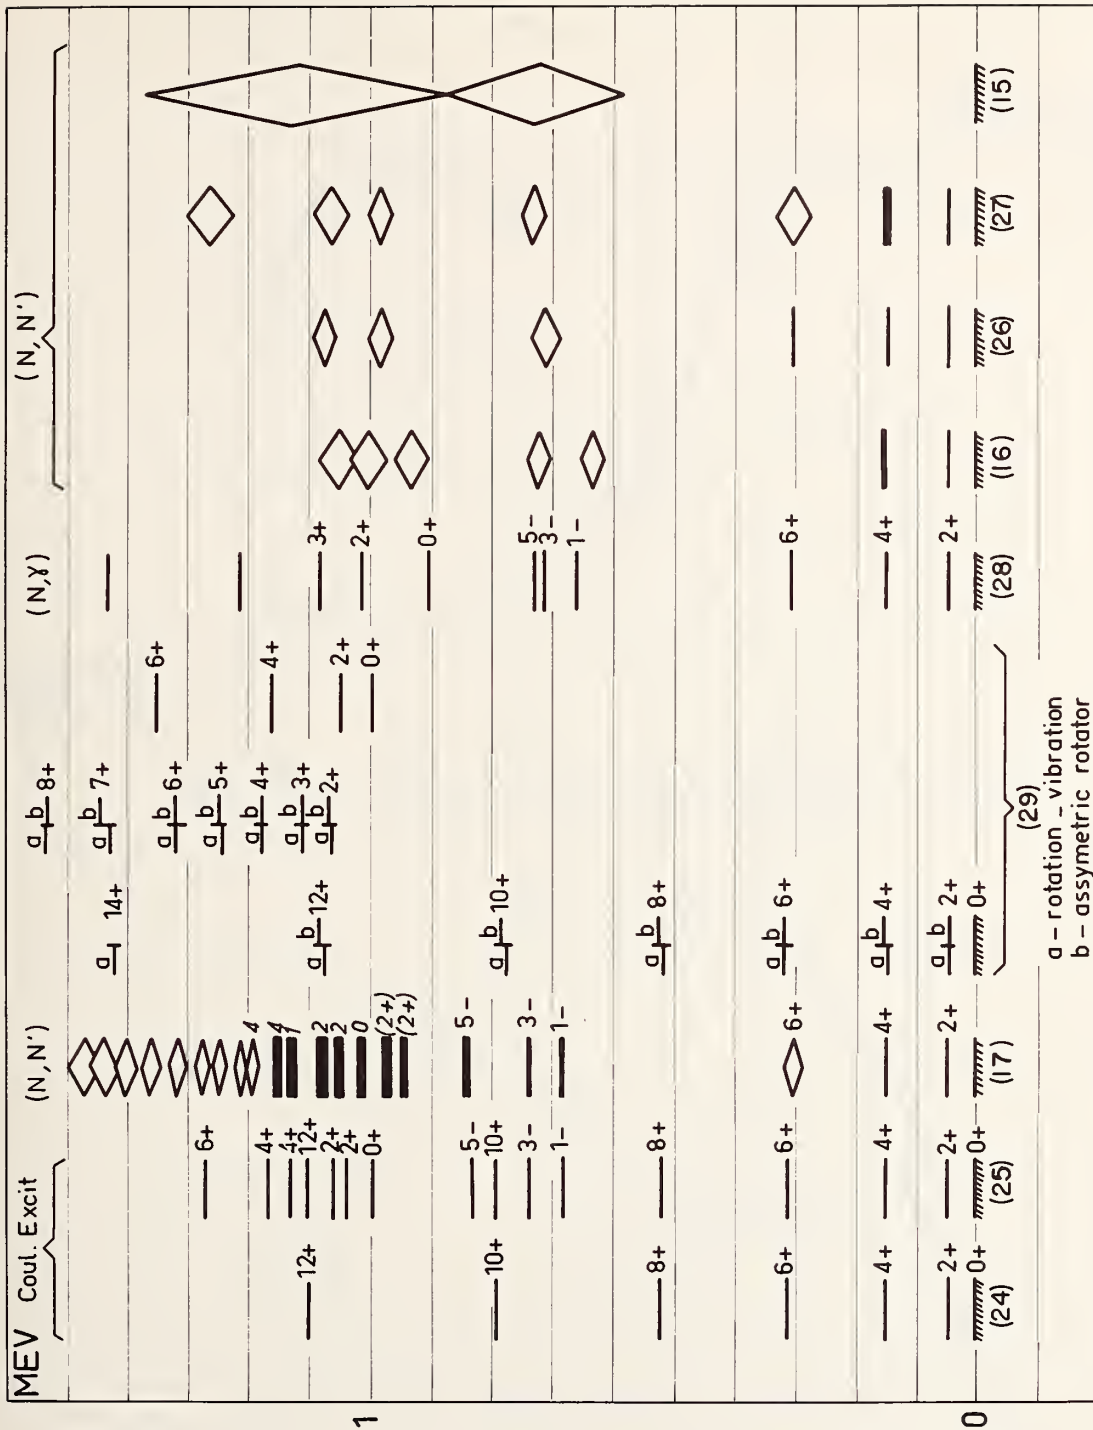 MEV
Coul. Excit
(N, N')
(N,γ)
(N, N')
1
0
12+
10+
8+
6+
4+
2+
0+
(24)
6+
4+
4+
12+
2+
2+
0+
5-
10+
3-
1-
8+
6+
4+
2+
0+
(25)
4
4
1
2
2
0
(2+)
(2+)
5-
3-
1-
6+
4+
2+
(17)
a 14+
a b 12+
a b 10+
a b 8+
a b 6+
a b 4+
a b 2+
0+
a b 8+
a b 7+
a b 6+
a b 5+
a b 4+
a b 3+
a b 2+
6+
4+
2+
0+
(29)
a - rotation - vibration
b - assymetric rotator
3+
2+
0+
5-
3-
1-
6+
4+
2+
(28)
(16)
(26)
(27)
(15)